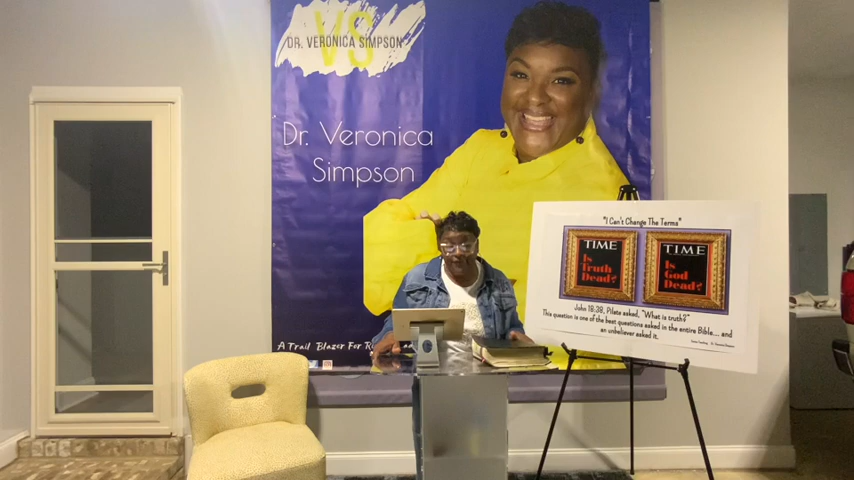 VS
DR. VERONICA SIMPSON
Dr. Veronica
Simpson
A Trail Blazer For
"I Can't Change The Terms"
TIME
Is
Truth
Dead?
TIME
Is
God
Dead?
John 18:38, Pilate asked, "What is truth?"
This question is one of the best questions asked in the entire Bible... and
an unbeliever asked it.